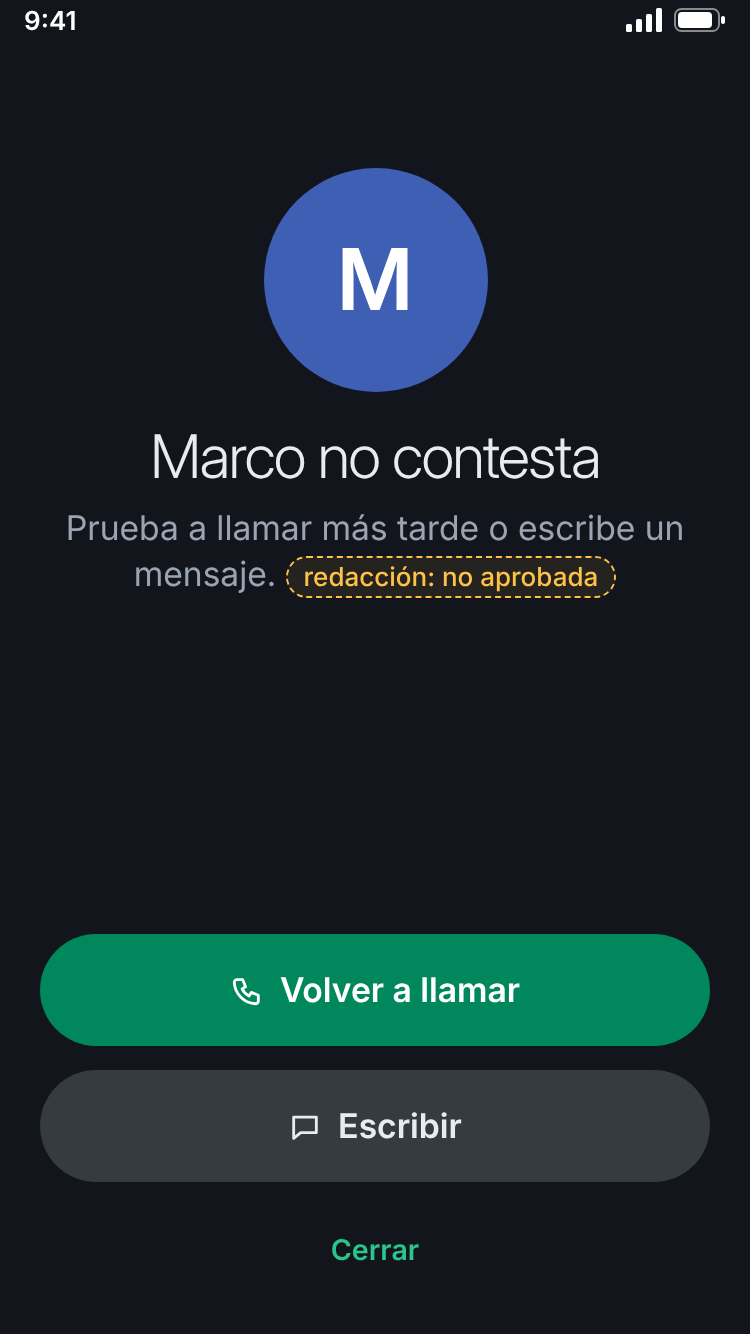 9:41
M
Marco no contesta
Prueba a llamar más tarde o escribe un
mensaje. redacción: no aprobada
Volver a llamar
Escribir
Cerrar